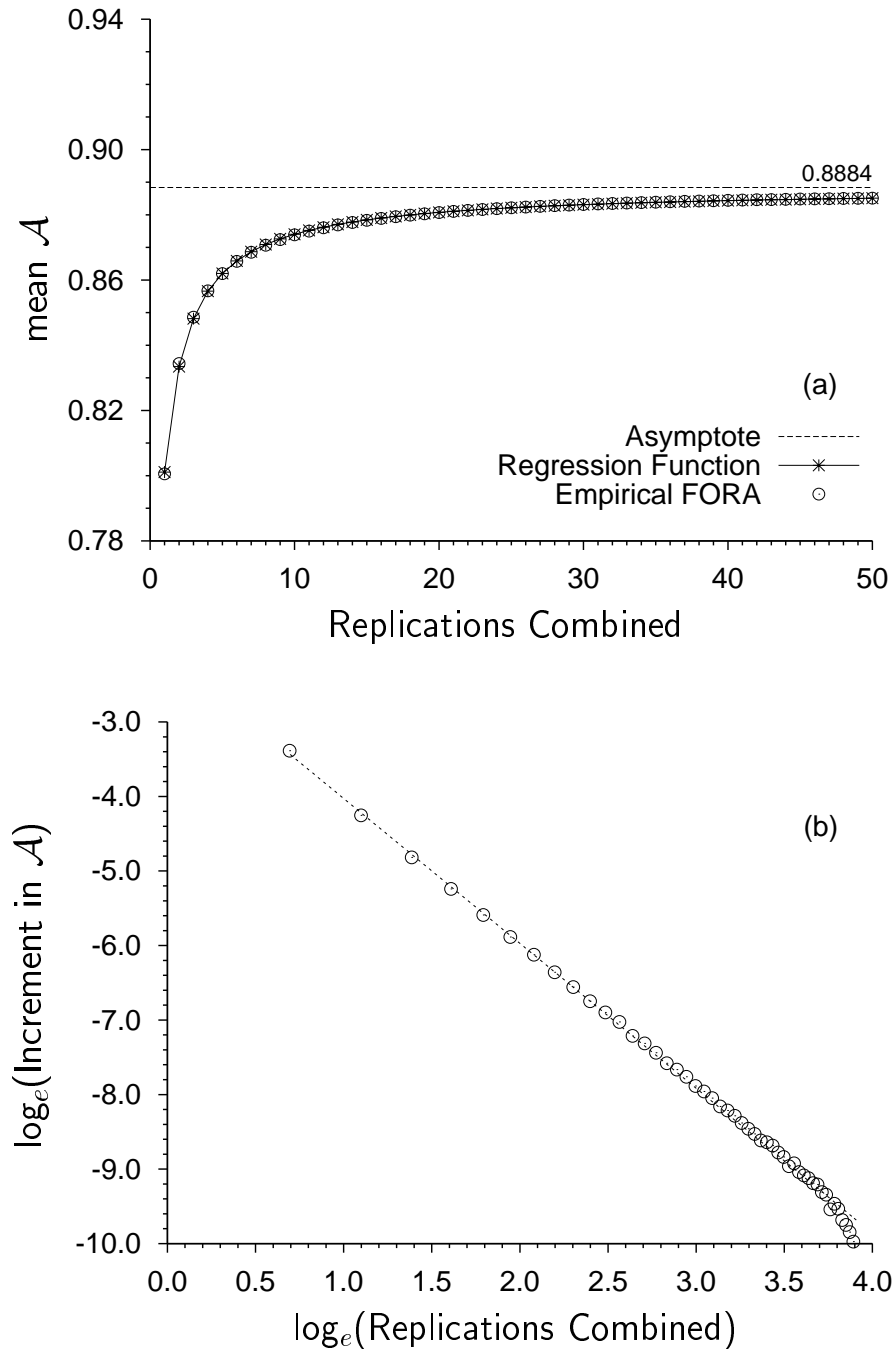 0.94
0.90
0.86
0.82
0.78
mean A
0.8884
(a)
Asymptote
Regression Function
Empirical FORA
0 10 20 30 40 50
Replications Combined
-3.0
-4.0
-5.0
-6.0
-7.0
-8.0
-9.0
-10.0
logₑ(Increment in A)
(b)
0.0 0.5 1.0 1.5 2.0 2.5 3.0 3.5 4.0
logₑ(Replications Combined)